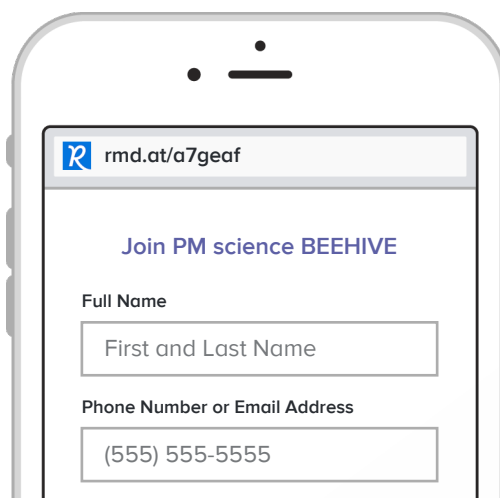 rmd.at/a7geaf
Join PM science BEEHIVE
Full Name
First and Last Name
Phone Number or Email Address
(555) 555-5555